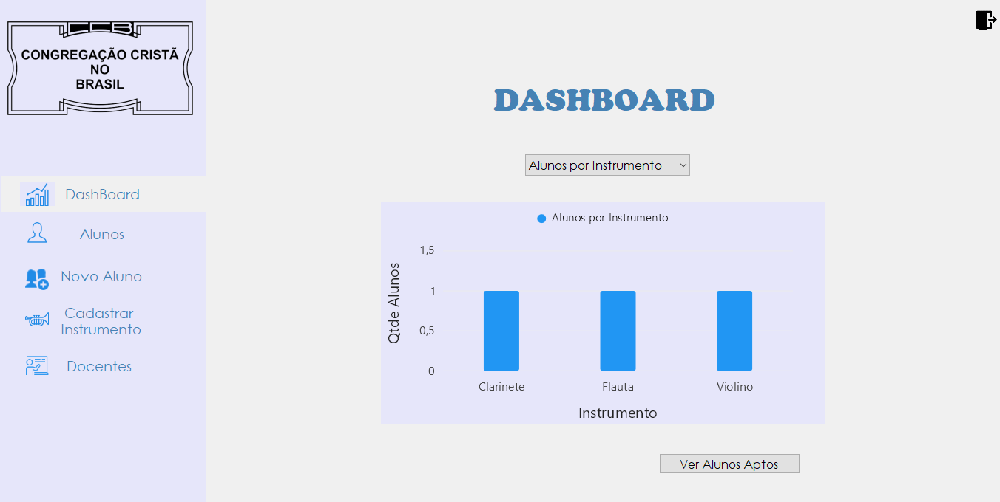 CCB
CONGREGAÇÃO CRISTÃ
NO
BRASIL
DashBoard
Alunos
Novo Aluno
Cadastrar
Instrumento
Docentes
DASHBOARD
Alunos por Instrumento
Alunos por Instrumento
Qtde Alunos
1,5
1
0,5
0
Clarinete Flauta Violino
Instrumento
Ver Alunos Aptos